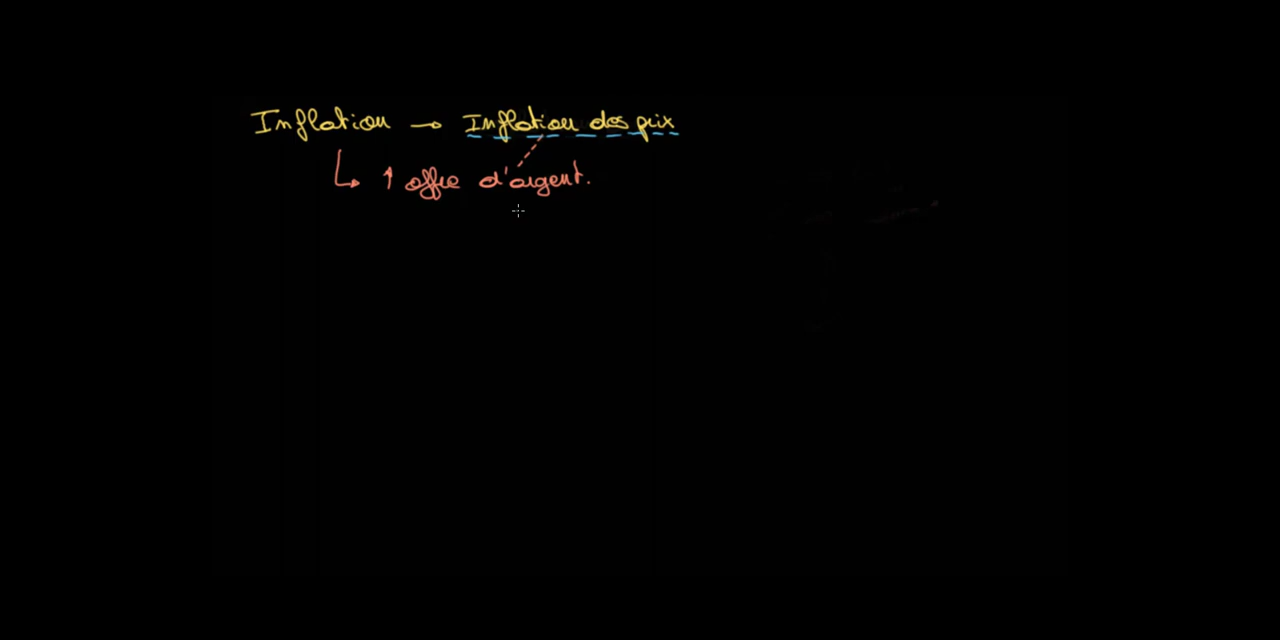 Inflation → Inflation des prix
↳ ↑ offre d'argent.